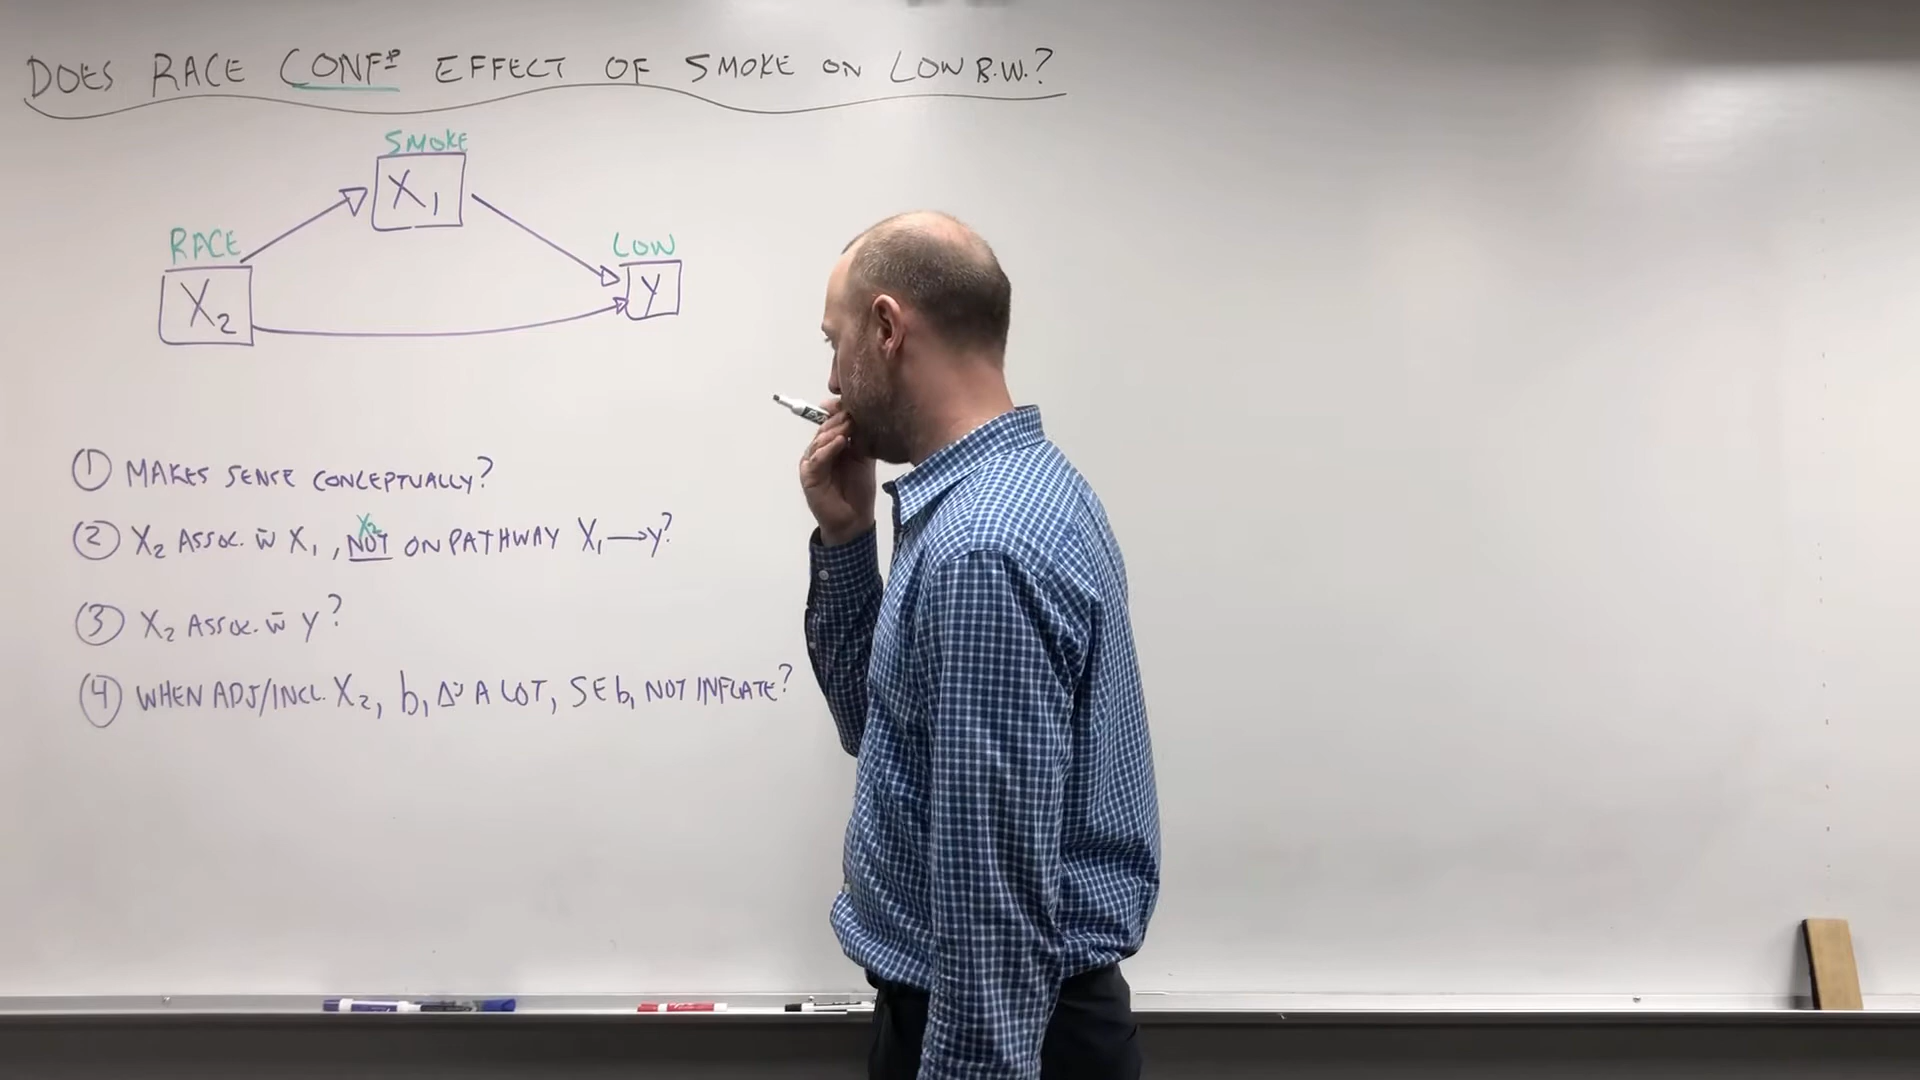 DOES RACE CONF EFFECT OF SMOKE ON LOW B.W.?
SMOKE
X₁
RACE
X₂
LOW
Y
① MAKES SENSE CONCEPTUALLY?
X₂
② X₂ ASSOC. w̄ X₁, NOT ON PATHWAY X₁→Y?
③ X₂ ASSOC. w̄ Y?
④ WHEN ADJ/INCL. X₂, b₁ Δˢ A LOT, SE b₁ NOT INFLATE?